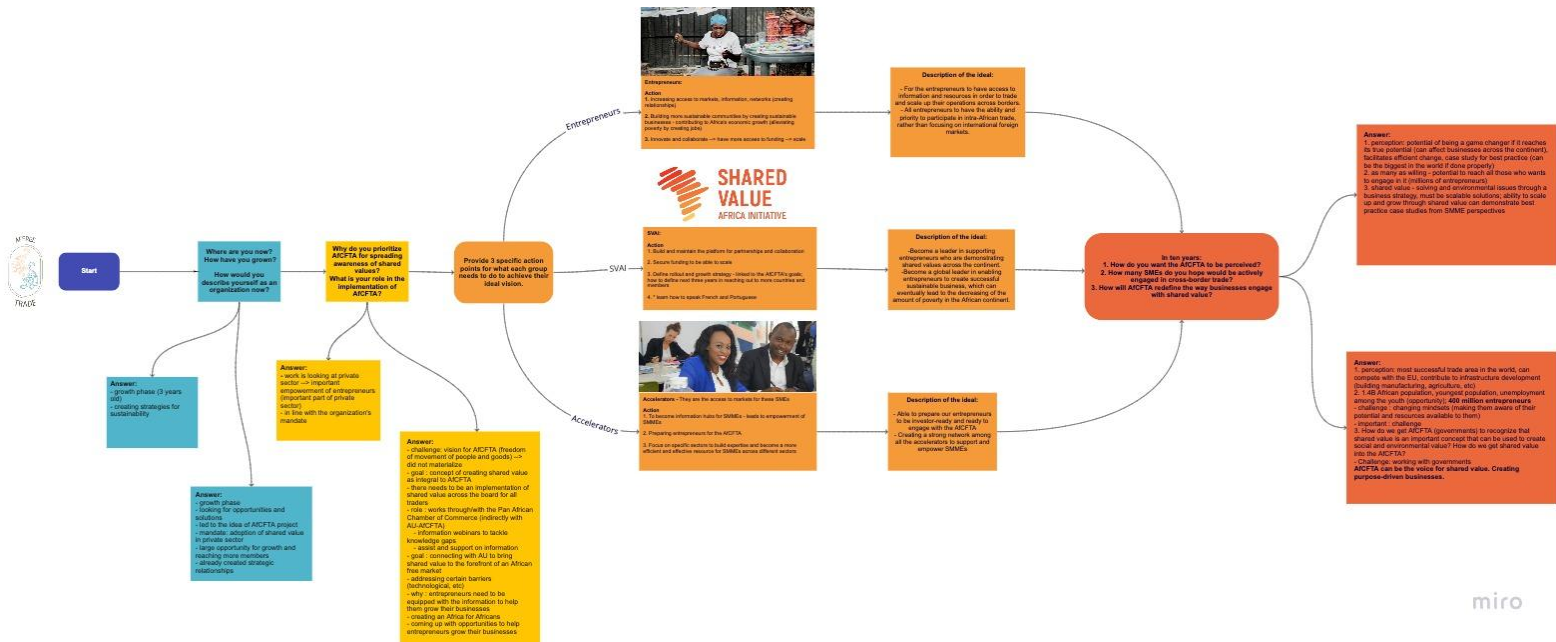 MERGE
TRADE
Start
Where are you now?
How have you grown?
How would you
describe yourself as an
organization now?
Answer:
- growth phase (3 years
old)
- creating strategies for
sustainability
Answer:
- growth phase
- looking for opportunities and
solutions
- led to the idea of AfCFTA project
- mandate: adoption of shared value
in private sector
- large opportunity for growth and
reaching more members
- already created strategic
relationships
Why do you prioritize
AfCFTA for spreading
awareness of shared
values?
What is your role in the
implementation of
AfCFTA?
Answer:
- work is looking at private
sector --> important
empowerment of entrepreneurs
(important part of private
sector)
- in line with the organization's
mandate
Answer:
- challenge: vision for AfCFTA (freedom
of movement of people and goods) -->
did not materialize
- goal : concept of creating shared value
as integral to AfCFTA
- there needs to be an implementation of
shared value across the board for all
traders
- role : works through/with the Pan African
Chamber of Commerce (indirectly with
AU-AfCFTA)
- information webinars to tackle
knowledge gaps
- assist and support on information
- goal : connecting with AU to bring
shared value to the forefront of an African
free market
- addressing certain barriers
(technological, etc)
- why : entrepreneurs need to be
equipped with the information to help
them grow their businesses
- creating an Africa for Africans
- coming up with opportunities to help
entrepreneurs grow their businesses
Provide 3 specific action
points for what each group
needs to do to achieve their
ideal vision.
Entrepreneurs
Entrepreneurs:
Action
1. Increasing access to markets, information, networks (creating
relationships)
2. Building more sustainable communities by creating sustainable
businesses - contributing to Africa's economic growth (alleviating
poverty by creating jobs)
3. Innovate and collaborate --> have more access to funding --> scale
Description of the ideal:
- For the entrepreneurs to have access to
information and resources in order to trade
and scale up their operations across borders.
- All entrepreneurs to have the ability and
priority to participate in intra-African trade,
rather than focusing on international foreign
markets.
SHARED
VALUE
AFRICA INITIATIVE
SVAI
SVAI:
Action
1. Build and maintain the platform for partnerships and collaboration
2. Secure funding to be able to scale
3. Define rollout and growth strategy - linked to the AfCFTA's goals;
how to define next three years in reaching out to more countries and
members
4. * learn how to speak French and Portuguese
Description of the ideal:
-Become a leader in supporting
entrepreneurs who are demonstrating
shared values across the continent.
-Become a global leader in enabling
entrepreneurs to create successful
sustainable business, which can
eventually lead to the decreasing of the
amount of poverty in the African continent.
Accelerators
Accelerators - They are the access to markets for these SMEs
Action
1. To become information hubs for SMMEs - leads to empowerment of
SMMEs
2. Preparing entrepreneurs for the AfCFTA
3. Focus on specific sectors to build expertise and become a more
efficient and effective resource for SMMEs across different sectors
Description of the ideal:
- Able to prepare our entrepreneurs
to be investor-ready and ready to
engage with the AfCFTA
- Creating a strong network among
all the accelerators to support and
empower SMMEs
In ten years:
1. How do you want the AfCFTA to be perceived?
2. How many SMEs do you hope would be actively
engaged in cross-border trade?
3. How will AfCFTA redefine the way businesses engage
with shared value?
Answer:
1. perception: potential of being a game changer if it reaches
its true potential (can affect businesses across the continent),
facilitates efficient change, case study for best practice (can
be the biggest in the world if done properly)
2. as many as willing - potential to reach all those who wants
to engage in it (millions of entrepreneurs)
3. shared value - solving and environmental issues through a
business strategy, must be scalable solutions; ability to scale
up and grow through shared value can demonstrate best
practice case studies from SMME perspectives
Answer:
1. perception: most successful trade area in the world, can
compete with the EU, contribute to infrastructure development
(building manufacturing, agriculture, etc)
2. 1.4B African population, youngest population, unemployment
among the youth (opportunity); 400 million entrepreneurs
- challenge : changing mindsets (making them aware of their
potential and resources available to them)
- important : challenge
3. How do we get AfCFTA (governments) to recognize that
shared value is an important concept that can be used to create
social and environmental value? How do we get shared value
into the AfCFTA?
- Challenge: working with governments
AfCFTA can be the voice for shared value. Creating
purpose-driven businesses.
miro